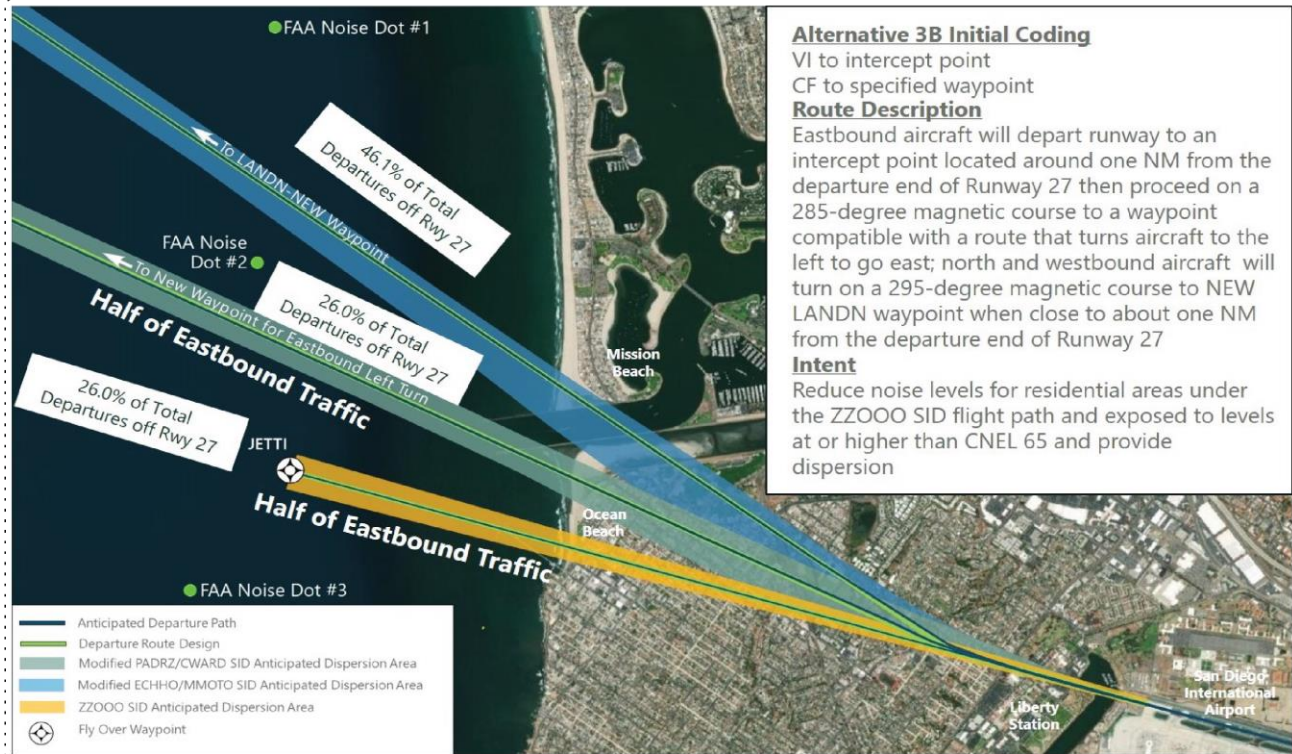 FAA Noise Dot #1
To LANDN-NEW Waypoint
46.1% of Total
Departures off Rwy 27
FAA Noise
Dot #2
To New Waypoint for Eastbound Left Turn
26.0% of Total
Departures off Rwy 27
Half of Eastbound Traffic
26.0% of Total
Departures off Rwy 27
JETTI
Half of Eastbound Traffic
FAA Noise Dot #3
Mission
Beach
Ocean
Beach
Liberty
Station
San Diego
International
Airport
Alternative 3B Initial Coding
VI to intercept point
CF to specified waypoint
Route Description
Eastbound aircraft will depart runway to an
intercept point located around one NM from the
departure end of Runway 27 then proceed on a
285-degree magnetic course to a waypoint
compatible with a route that turns aircraft to the
left to go east; north and westbound aircraft will
turn on a 295-degree magnetic course to NEW
LANDN waypoint when close to about one NM
from the departure end of Runway 27
Intent
Reduce noise levels for residential areas under
the ZZOOO SID flight path and exposed to levels
at or higher than CNEL 65 and provide
dispersion
Anticipated Departure Path
Departure Route Design
Modified PADRZ/CWARD SID Anticipated Dispersion Area
Modified ECHHO/MMOTO SID Anticipated Dispersion Area
ZZOOO SID Anticipated Dispersion Area
Fly Over Waypoint